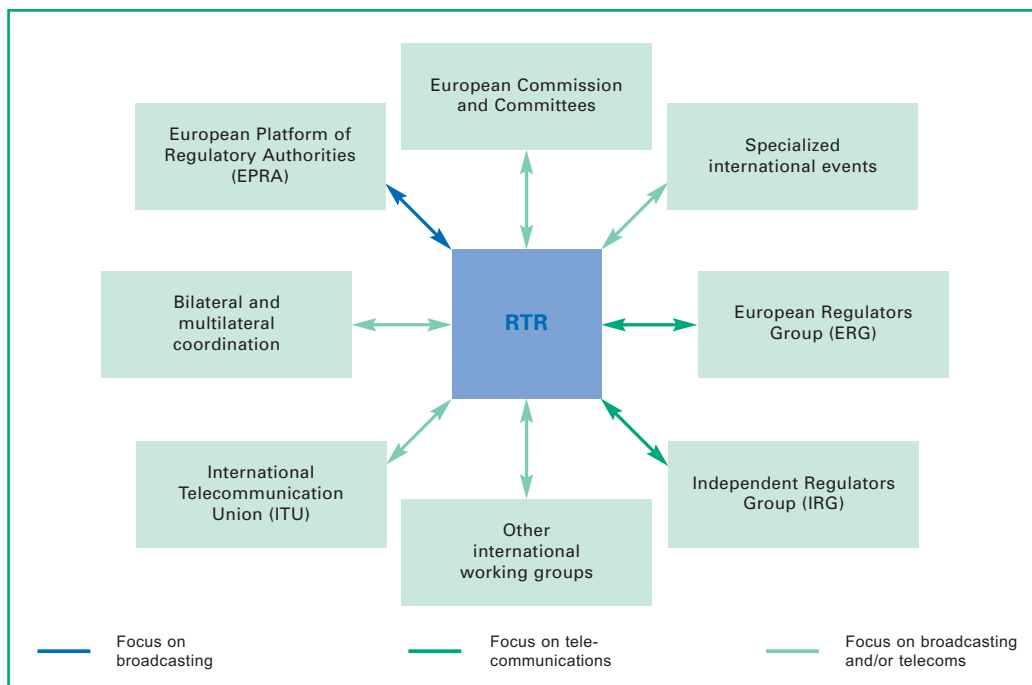 European Commission
and Committees
European Platform of
Regulatory Authorities
(EPRA)
Specialized
international events
Bilateral and
multilateral
coordination
RTR
European Regulators
Group (ERG)
International
Telecommunication
Union (ITU)
Other
international
working groups
Independent Regulators
Group (IRG)
Focus on
broadcasting
Focus on tele-
communications
Focus on broadcasting
and/or telecoms